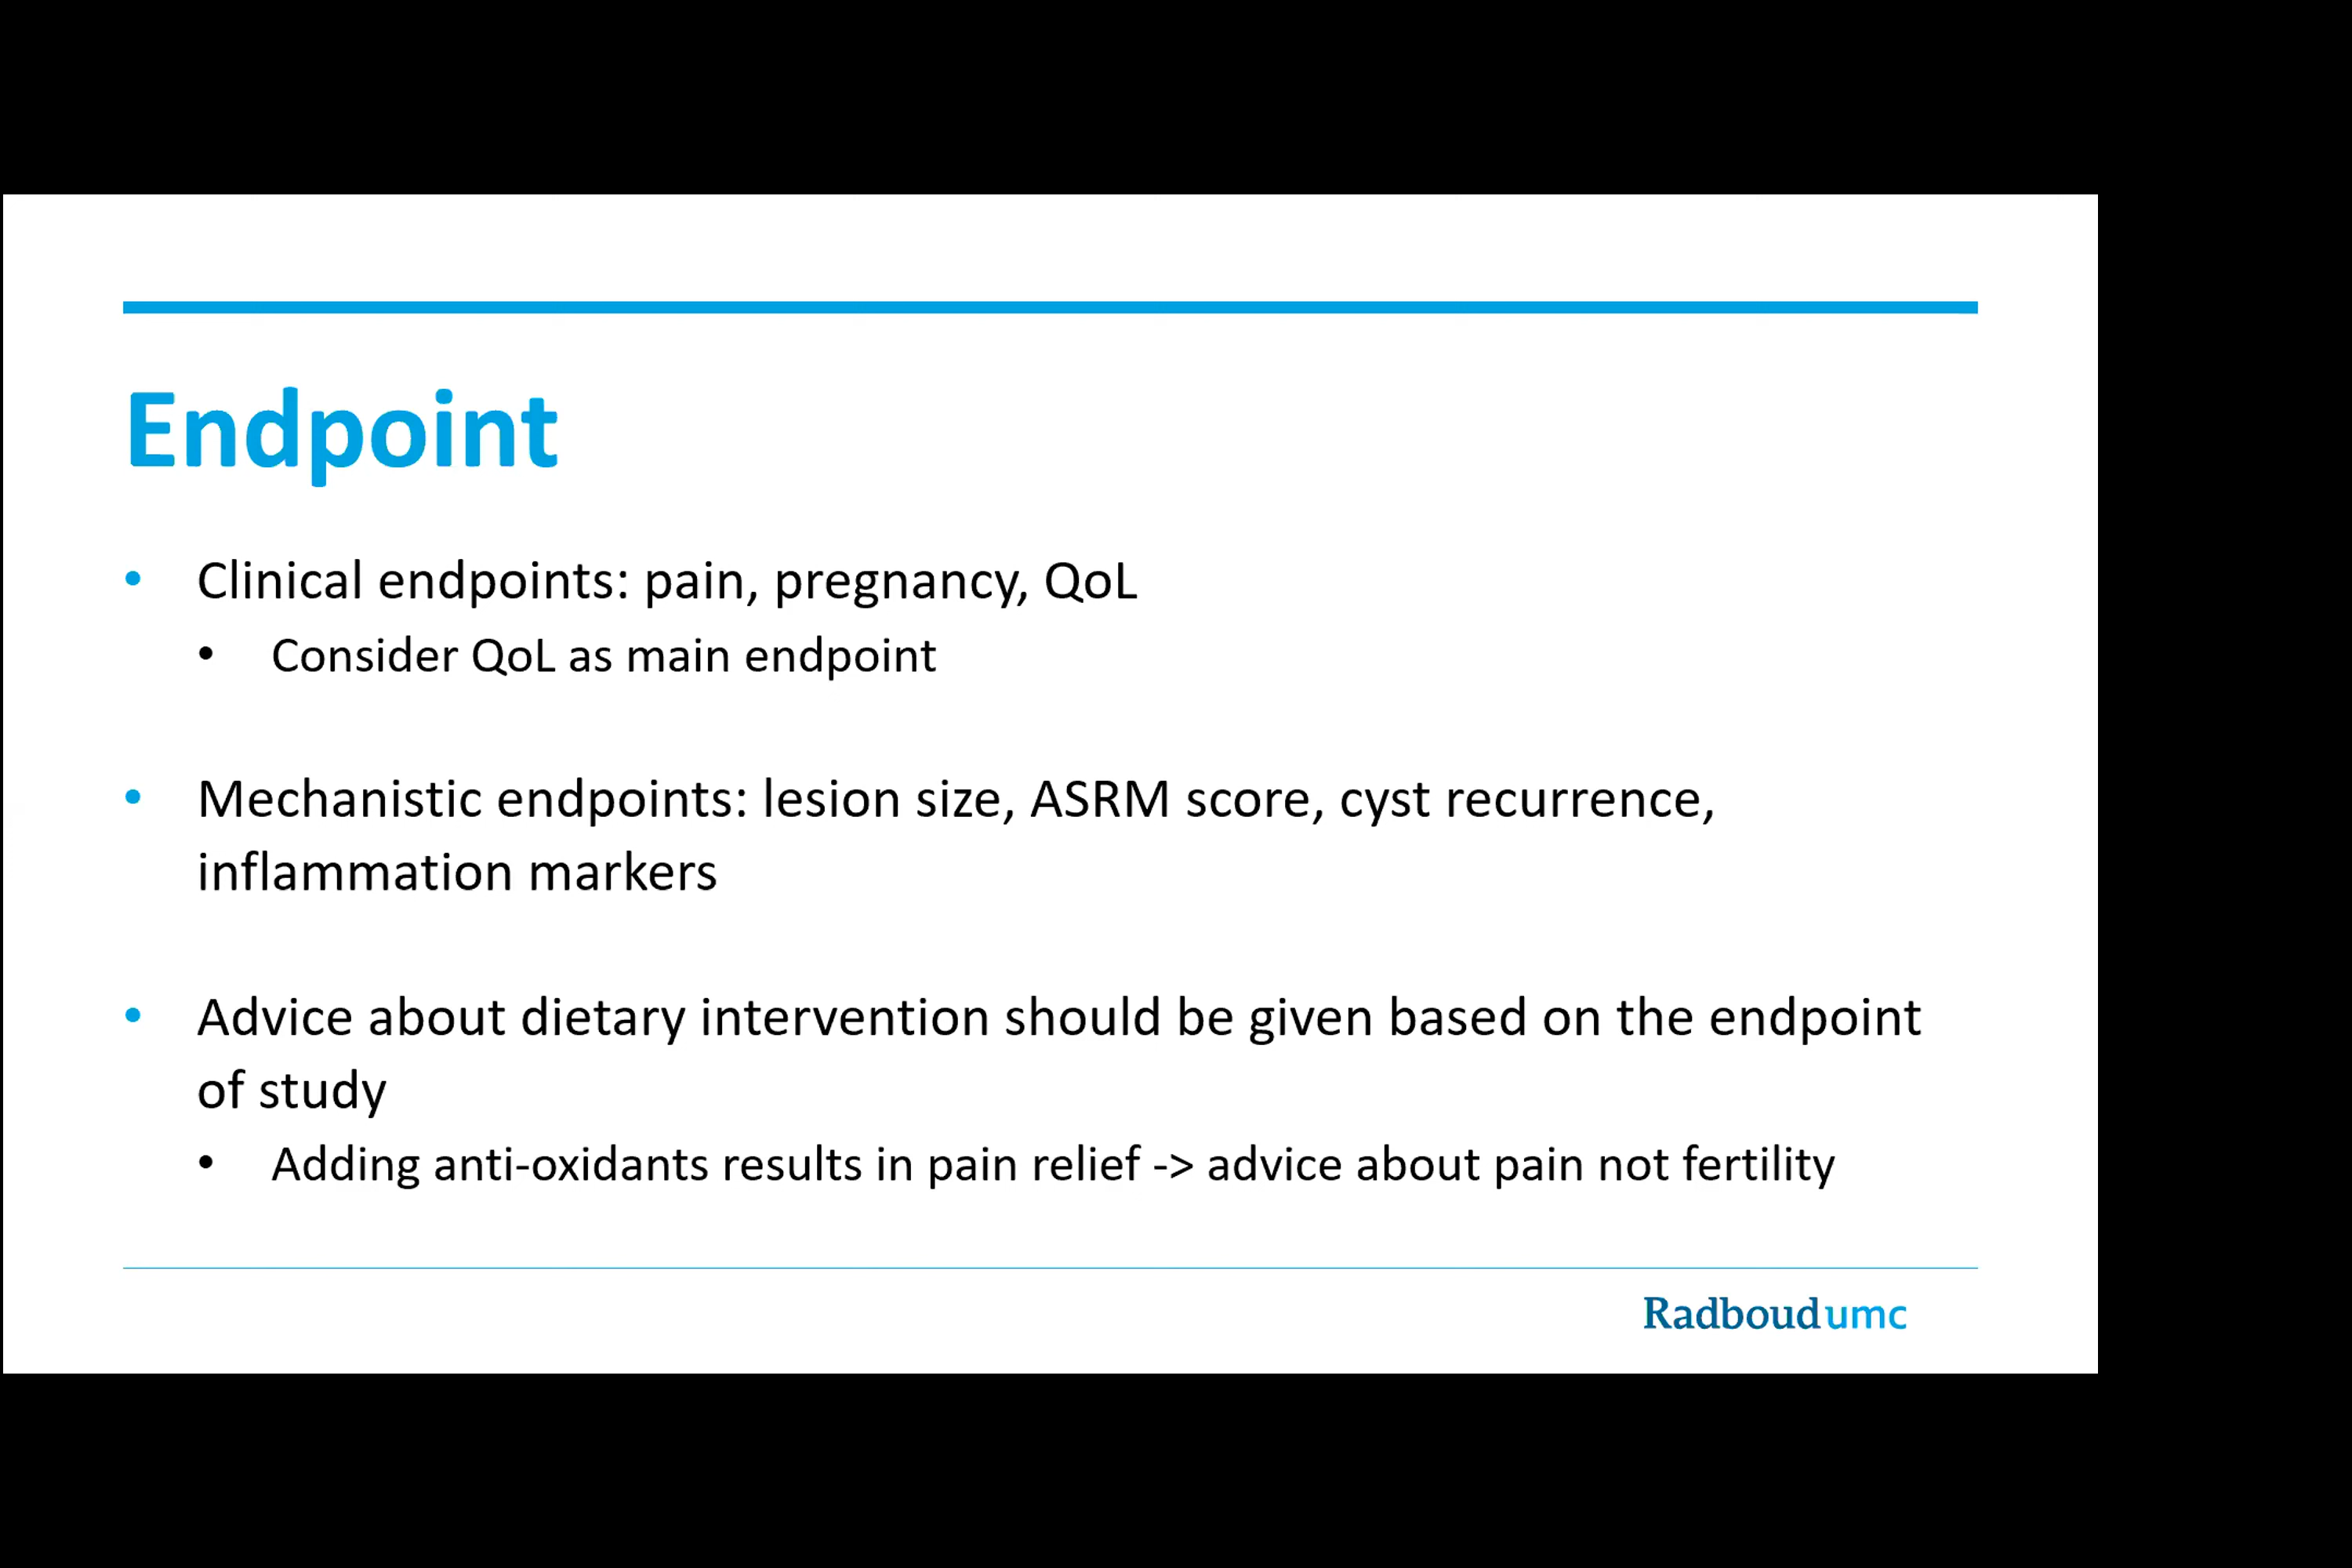 Endpoint
• Clinical endpoints: pain, pregnancy, QoL
• Consider QoL as main endpoint
• Mechanistic endpoints: lesion size, ASRM score, cyst recurrence,
inflammation markers
• Advice about dietary intervention should be given based on the endpoint
of study
• Adding anti-oxidants results in pain relief -> advice about pain not fertility
Radboudumc